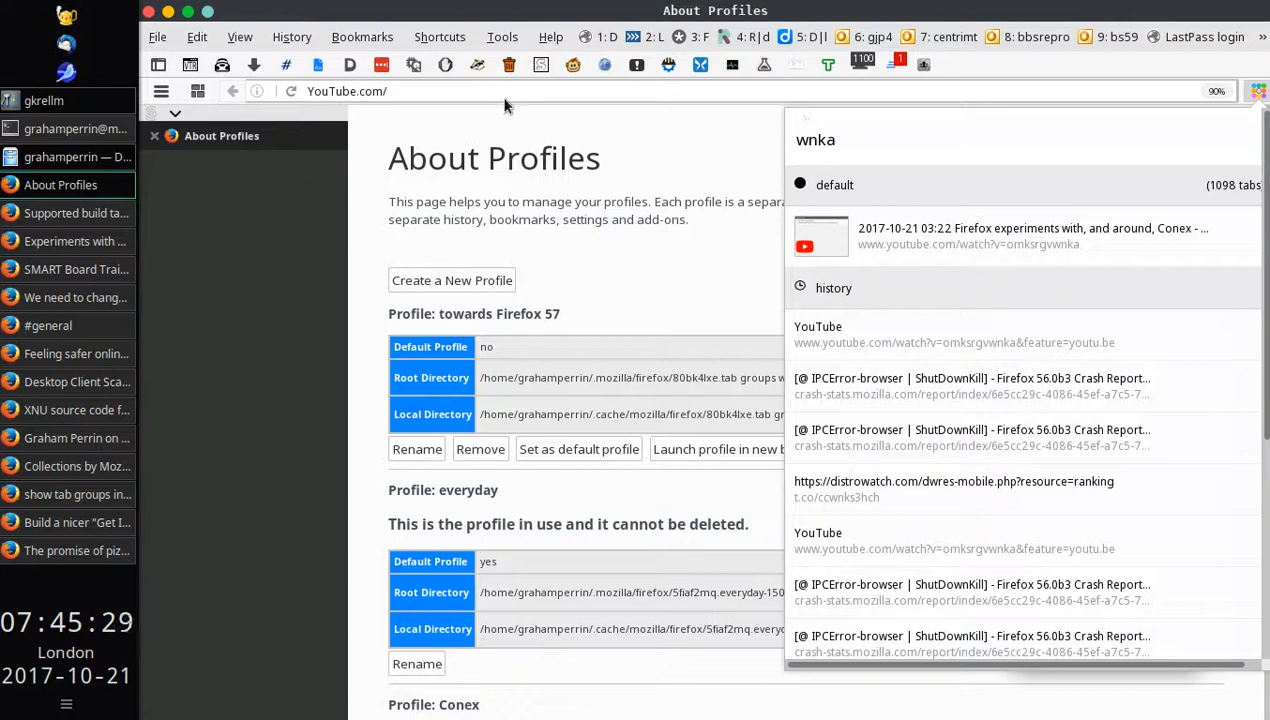 About Profiles
File Edit View History Bookmarks Shortcuts Tools Help 1: D 2: L 3: F 4: R|d 5: D|l 6: gjp4 7: centrimt 8: bbsrepro 9: bs59 LastPass login »
1100 1
YouTube.com/ 90%
gkrellm
grahamperrin@m...
grahamperrin — D...
About Profiles
Supported build ta...
Experiments with ...
SMART Board Trai...
We need to chang...
#general
Feeling safer onlin...
Desktop Client Sca...
XNU source code f...
Graham Perrin on ...
Collections by Moz...
show tab groups in...
Build a nicer "Get I...
The promise of piz...
07:45:29
London
2017-10-21
About Profiles
About Profiles
This page helps you to manage your profiles. Each profile is a separa
separate history, bookmarks, settings and add-ons.
Create a New Profile
Profile: towards Firefox 57
Default Profile no
Root Directory /home/grahamperrin/.mozilla/firefox/80bk4lxe.tab groups w
Local Directory /home/grahamperrin/.cache/mozilla/firefox/80bk4lxe.tab gr
Rename Remove Set as default profile Launch profile in new b
Profile: everyday
This is the profile in use and it cannot be deleted.
Default Profile yes
Root Directory /home/grahamperrin/.mozilla/firefox/5fiaf2mq.everyday-150
Local Directory /home/grahamperrin/.cache/mozilla/firefox/5fiaf2mq.everyd
Rename
Profile: Conex
wnka
default (1098 tabs
2017-10-21 03:22 Firefox experiments with, and around, Conex - ...
www.youtube.com/watch?v=omksrgvwnka
history
YouTube
www.youtube.com/watch?v=omksrgvwnka&feature=youtu.be
[@ IPCError-browser | ShutDownKill] - Firefox 56.0b3 Crash Report...
crash-stats.mozilla.com/report/index/6e5cc29c-4086-45ef-a7c5-7...
[@ IPCError-browser | ShutDownKill] - Firefox 56.0b3 Crash Report...
crash-stats.mozilla.com/report/index/6e5cc29c-4086-45ef-a7c5-7...
https://distrowatch.com/dwres-mobile.php?resource=ranking
t.co/ccwnks3hch
YouTube
www.youtube.com/watch?v=omksrgvwnka&feature=youtu.be
[@ IPCError-browser | ShutDownKill] - Firefox 56.0b3 Crash Report...
crash-stats.mozilla.com/report/index/6e5cc29c-4086-45ef-a7c5-7...
[@ IPCError-browser | ShutDownKill] - Firefox 56.0b3 Crash Report...
crash-stats.mozilla.com/report/index/6e5cc29c-4086-45ef-a7c5-7...